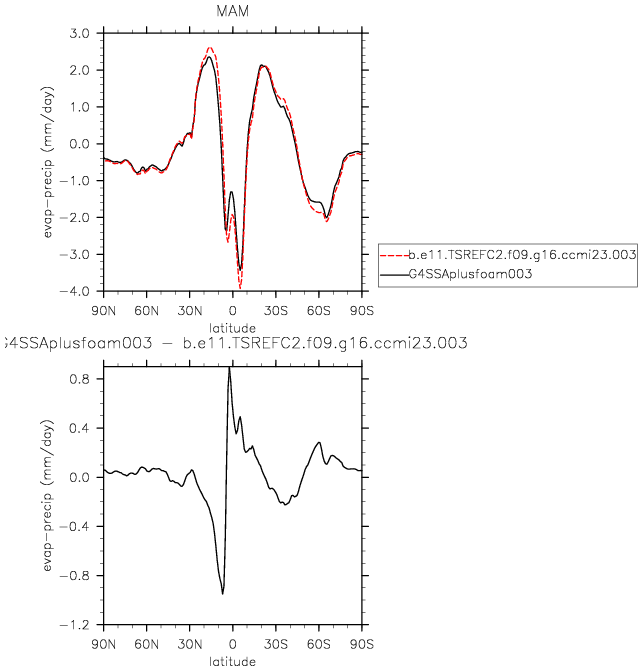 MAM
evap-precip (mm/day)
3.0
2.0
1.0
0.0
-1.0
-2.0
-3.0
-4.0
90N 60N 30N 0 30S 60S 90S
latitude
b.e11.TSREFC2.f09.g16.ccmi23.003
G4SSAplusfoam003
G4SSAplusfoam003 - b.e11.TSREFC2.f09.g16.ccmi23.003
evap-precip (mm/day)
0.8
0.4
0.0
-0.4
-0.8
-1.2
90N 60N 30N 0 30S 60S 90S
latitude